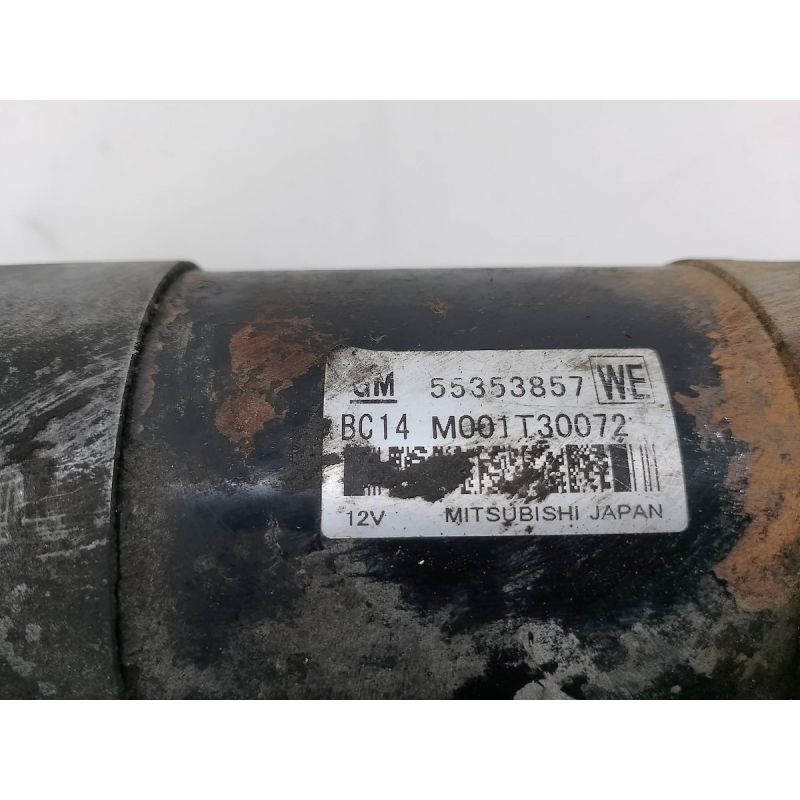 GM 55353857 WE
BC14 M001T30072
12V MITSUBISHI JAPAN